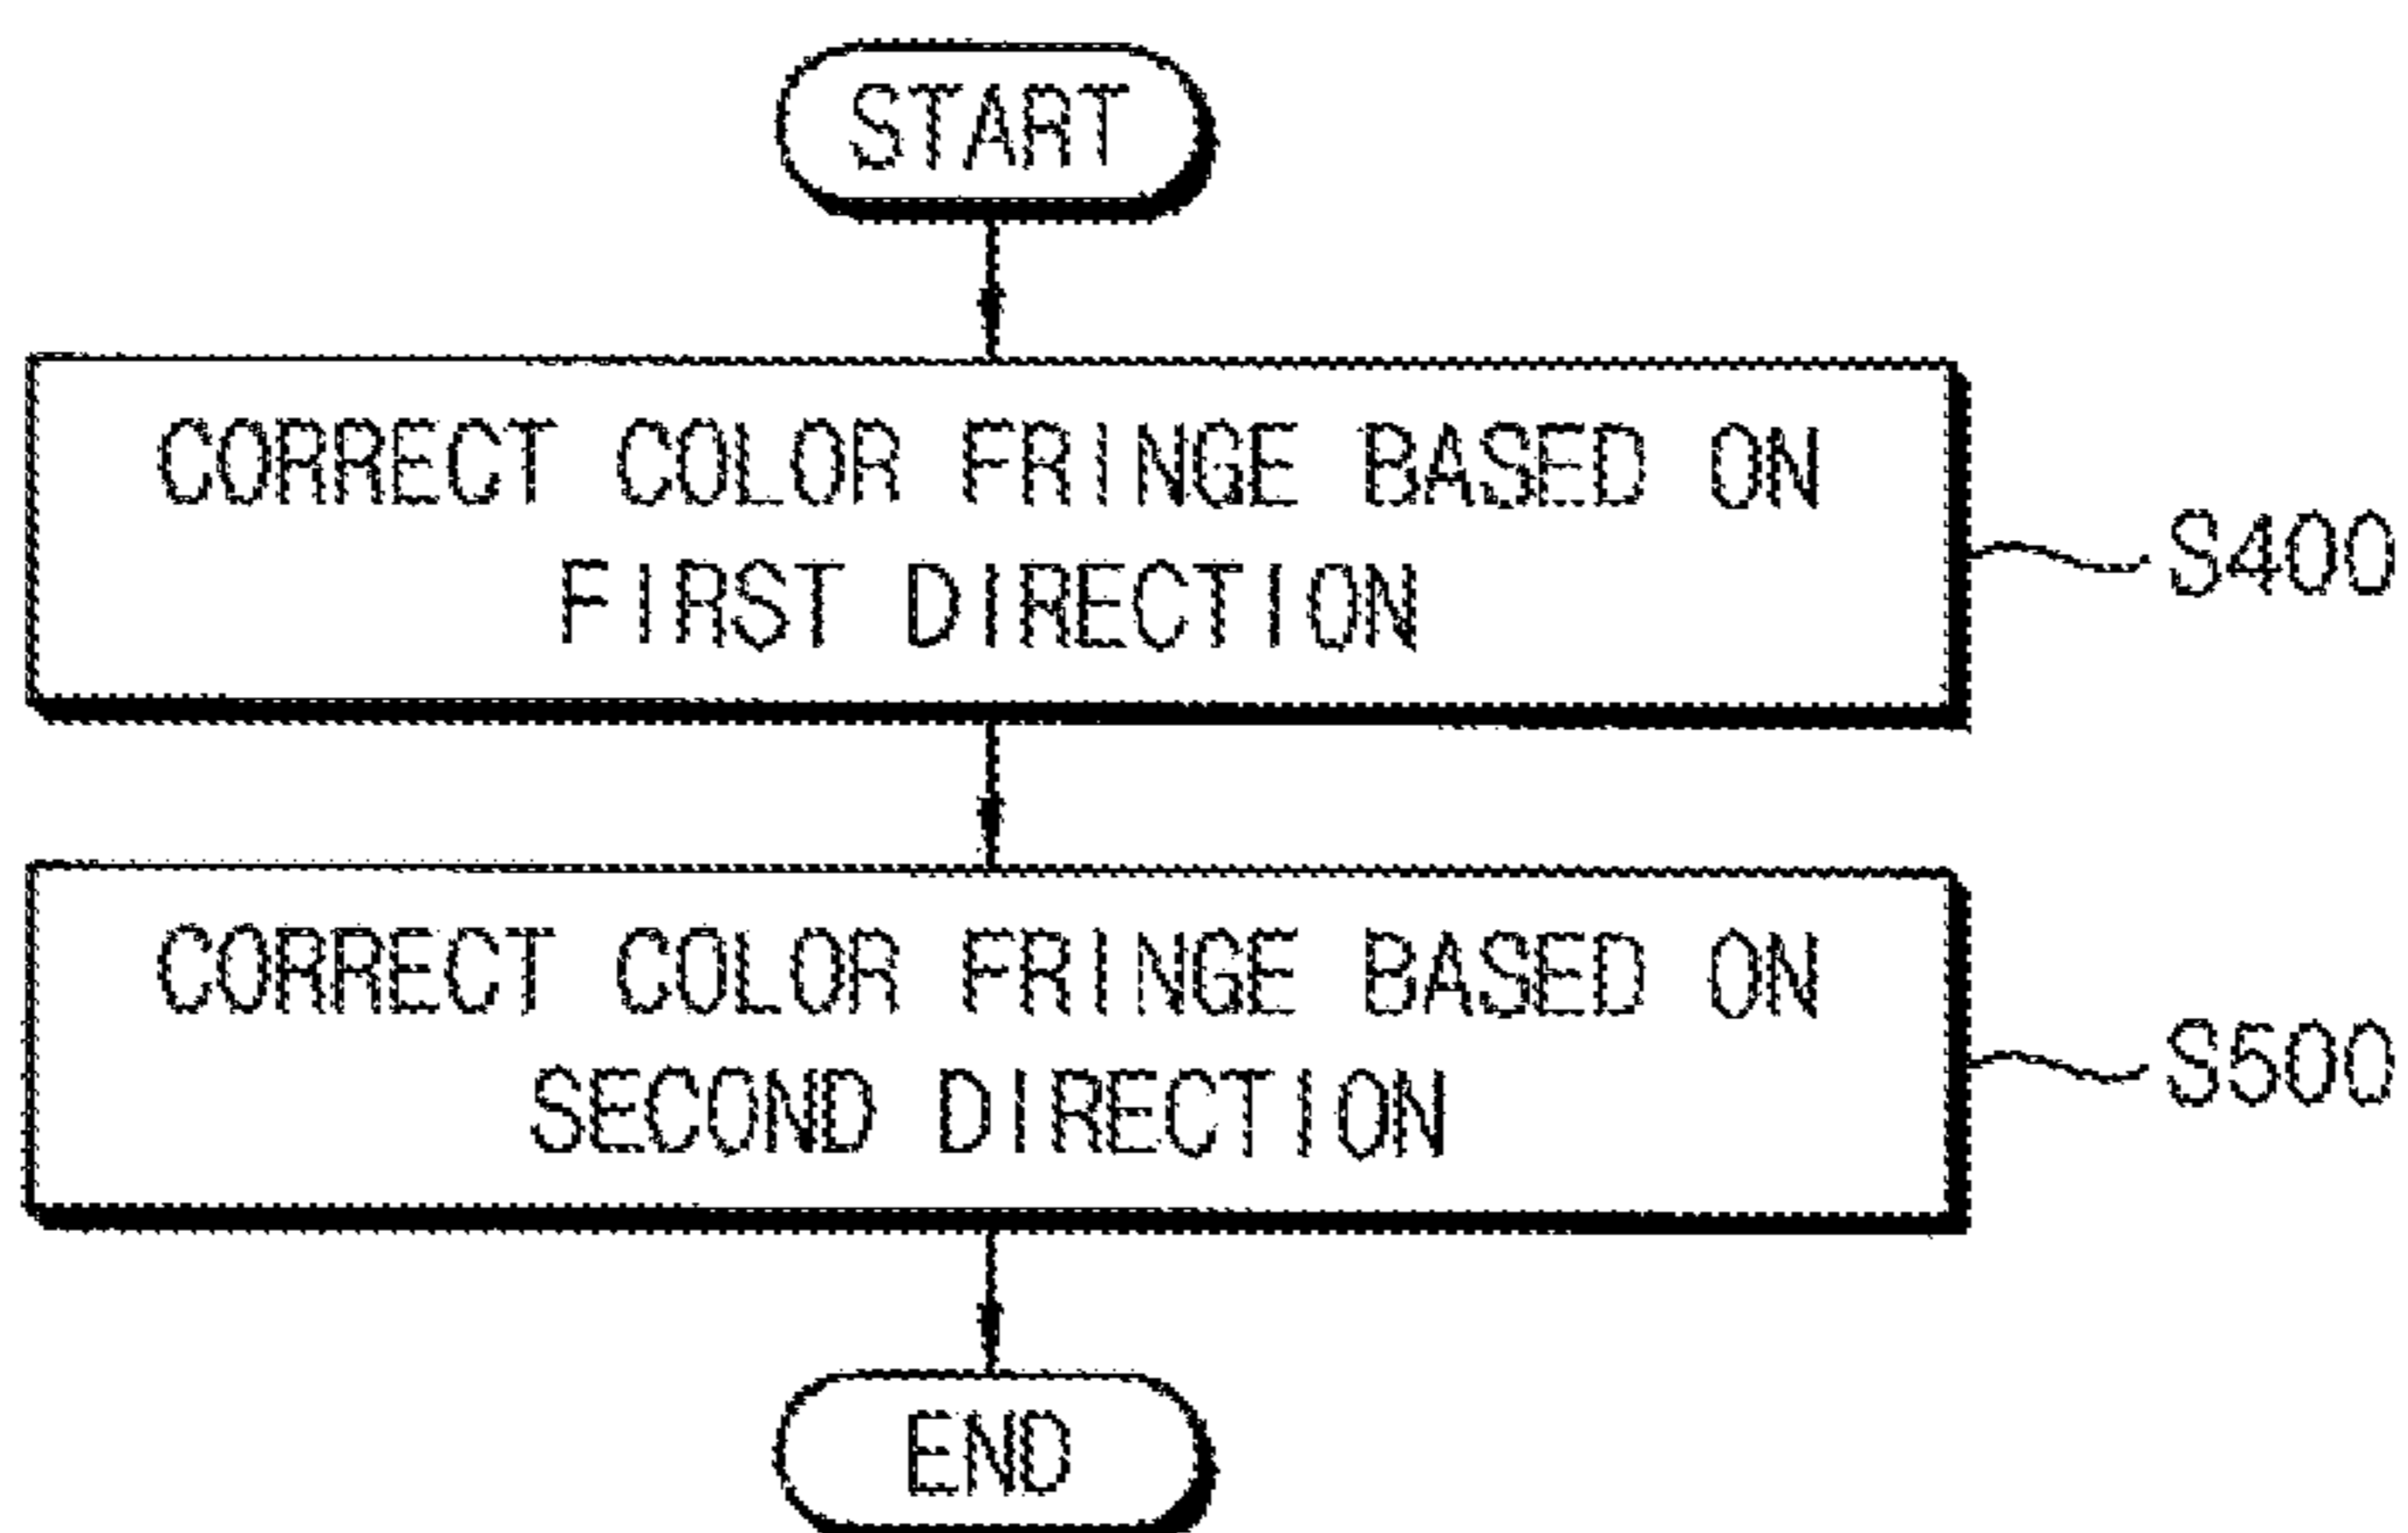 START
CORRECT COLOR FRINGE BASED ON
FIRST DIRECTION
S400
CORRECT COLOR FRINGE BASED ON
SECOND DIRECTION
S500
END